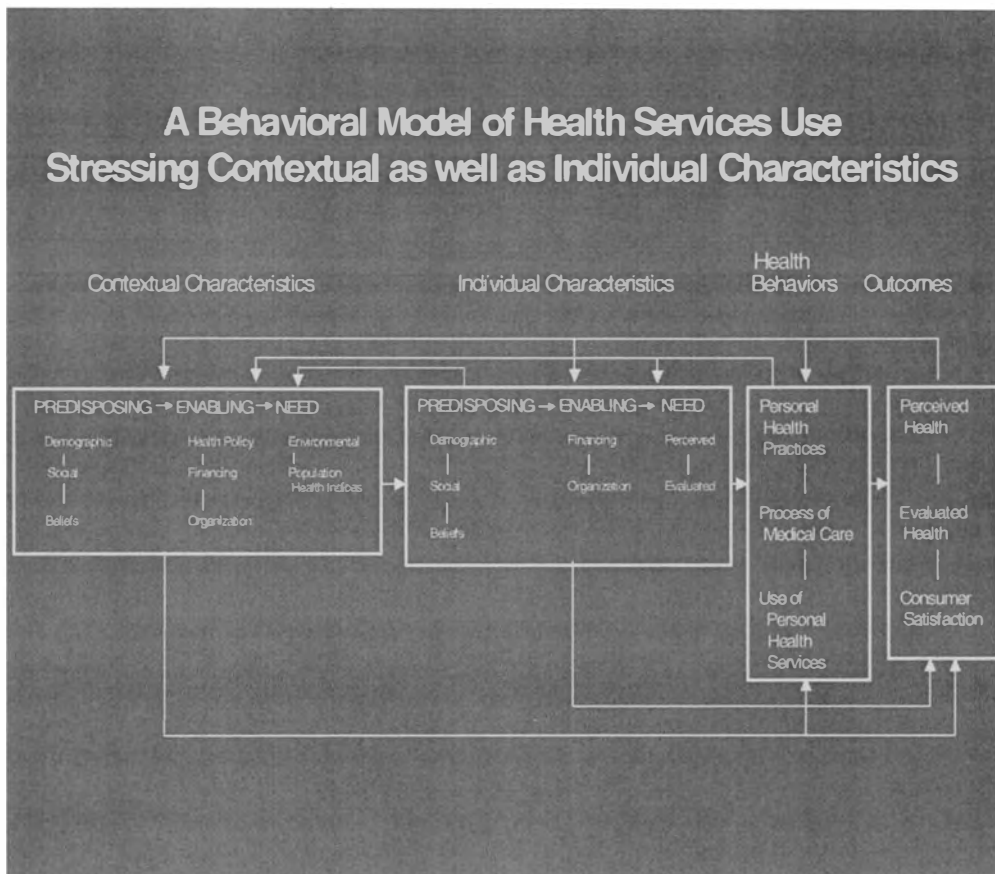 A Behavioral Model of Health Services Use
Stressing Contextual as well as Individual Characteristics
Contextual Characteristics
Individual Characteristics
Health
Behaviors
Outcomes
PREDISPOSING → ENABLING → NEED
Demographic
Social
Beliefs
Health Policy
Financing
Organization
Environmental
Population
Health Indices
PREDISPOSING → ENABLING → NEED
Demographic
Social
Beliefs
Financing
Organization
Perceived
Evaluated
Personal
Health
Practices
Process of
Medical Care
Use of
Personal
Health
Services
Perceived
Health
Evaluated
Health
Consumer
Satisfaction